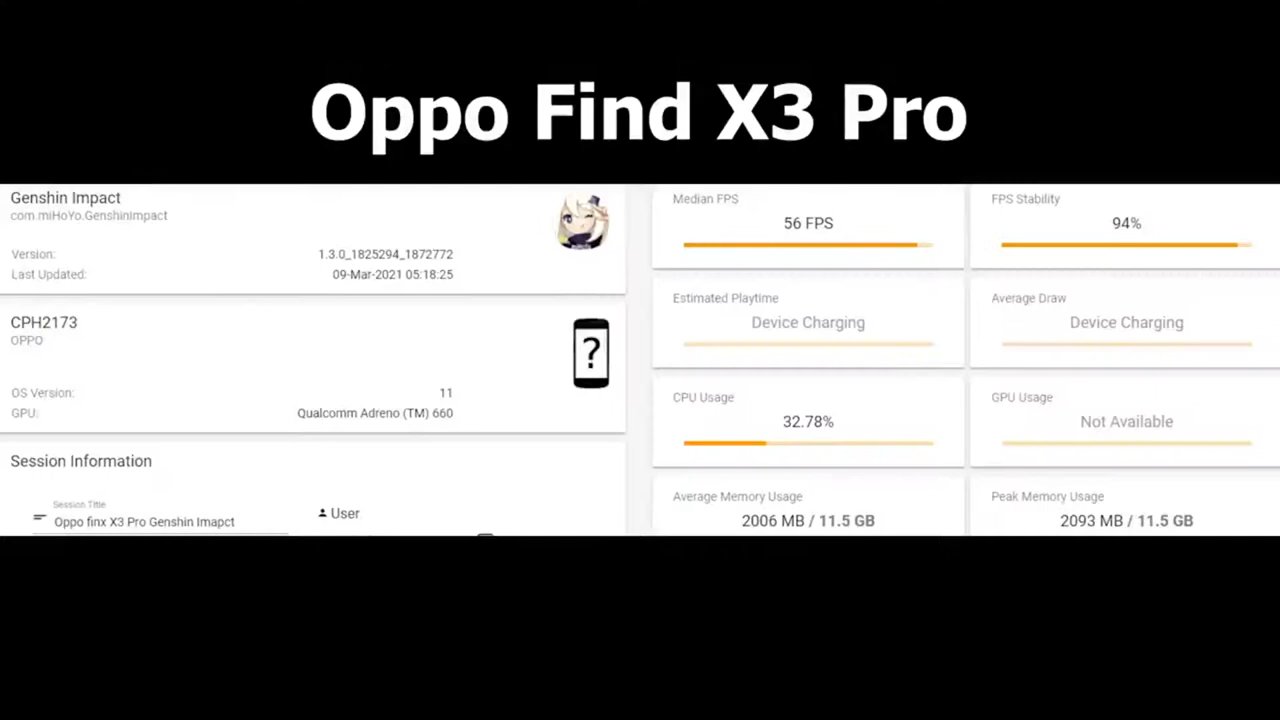 Oppo Find X3 Pro
Genshin Impact
com.miHoYo.GenshinImpact
Version: 1.3.0_1825294_1872772
Last Updated: 09-Mar-2021 05:18:25
CPH2173
OPPO
?
OS Version: 11
GPU: Qualcomm Adreno (TM) 660
Session Information
Session Title
Oppo finx X3 Pro Genshin Imapct
User
Median FPS
56 FPS
FPS Stability
94%
Estimated Playtime
Device Charging
Average Draw
Device Charging
CPU Usage
32.78%
GPU Usage
Not Available
Average Memory Usage
2006 MB / 11.5 GB
Peak Memory Usage
2093 MB / 11.5 GB